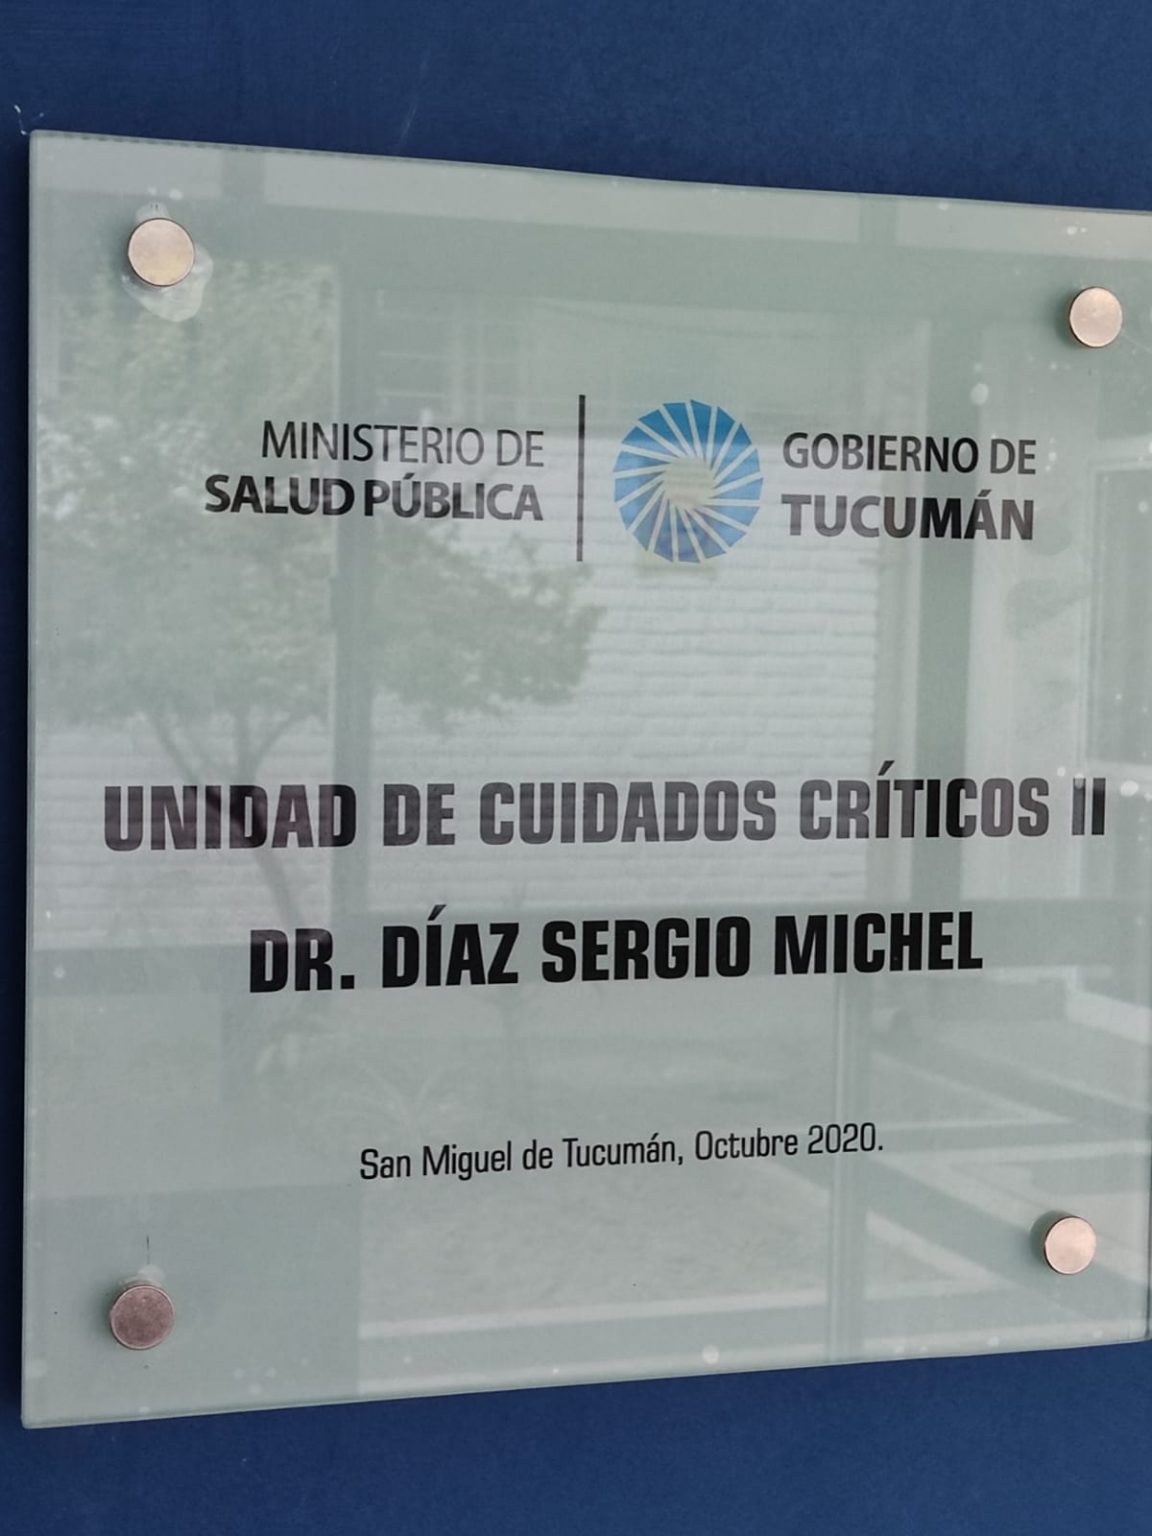 MINISTERIO DE
SALUD PÚBLICA
GOBIERNO DE
TUCUMÁN
UNIDAD DE CUIDADOS CRÍTICOS II
DR. DÍAZ SERGIO MICHEL
San Miguel de Tucumán, Octubre 2020.